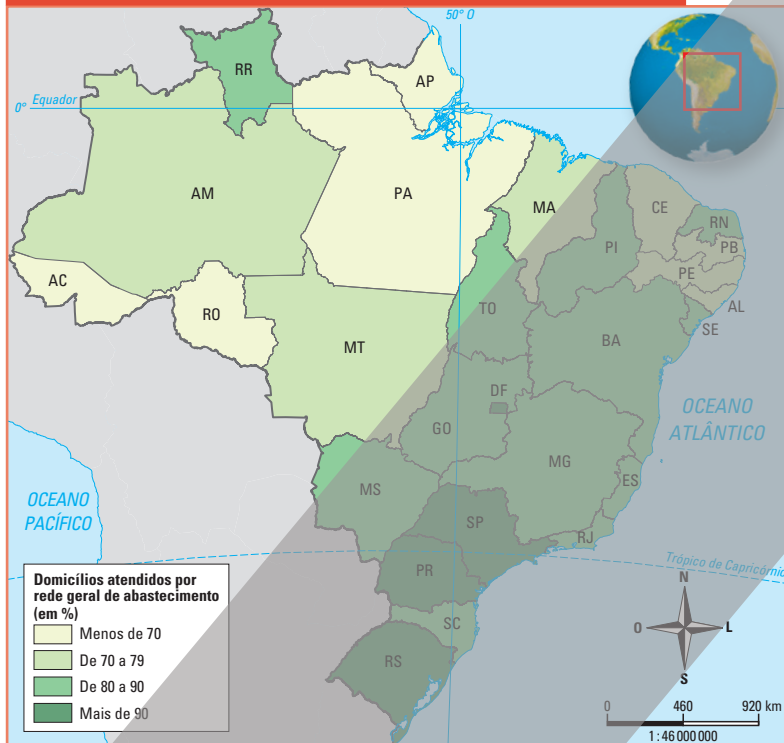 50° O
RR
AP
Equador
0°
AM
PA
MA
CE
RN
PI
PB
PE
AC
AL
TO
RO
SE
BA
MT
DF
OCEANO
ATLÂNTICO
GO
MG
ES
OCEANO
PACÍFICO
MS
SP
RJ
Trópico de Capricórnio
PR
Domicílios atendidos por
rede geral de abastecimento
(em %)
Menos de 70
De 70 a 79
De 80 a 90
Mais de 90
SC
RS
N
O
L
S
0 460 920 km
1 : 46 000 000